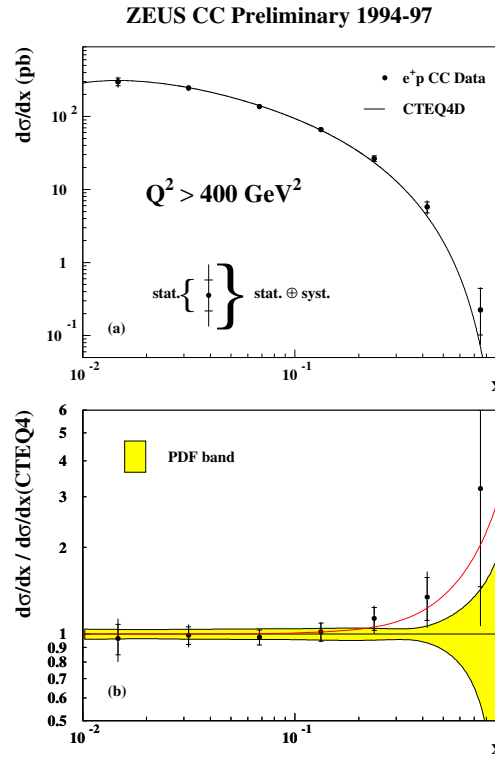 ZEUS CC Preliminary 1994-97
dσ/dx (pb)
10²
10
1
10⁻¹
e⁺p CC Data
CTEQ4D
Q² > 400 GeV²
stat. { } stat. ⊕ syst.
(a)
10⁻² 10⁻¹ x
dσ/dx / dσ/dx(CTEQ4)
6
5
4
3
2
1
0.9
0.8
0.7
0.6
0.5
PDF band
(b)
10⁻² 10⁻¹ x